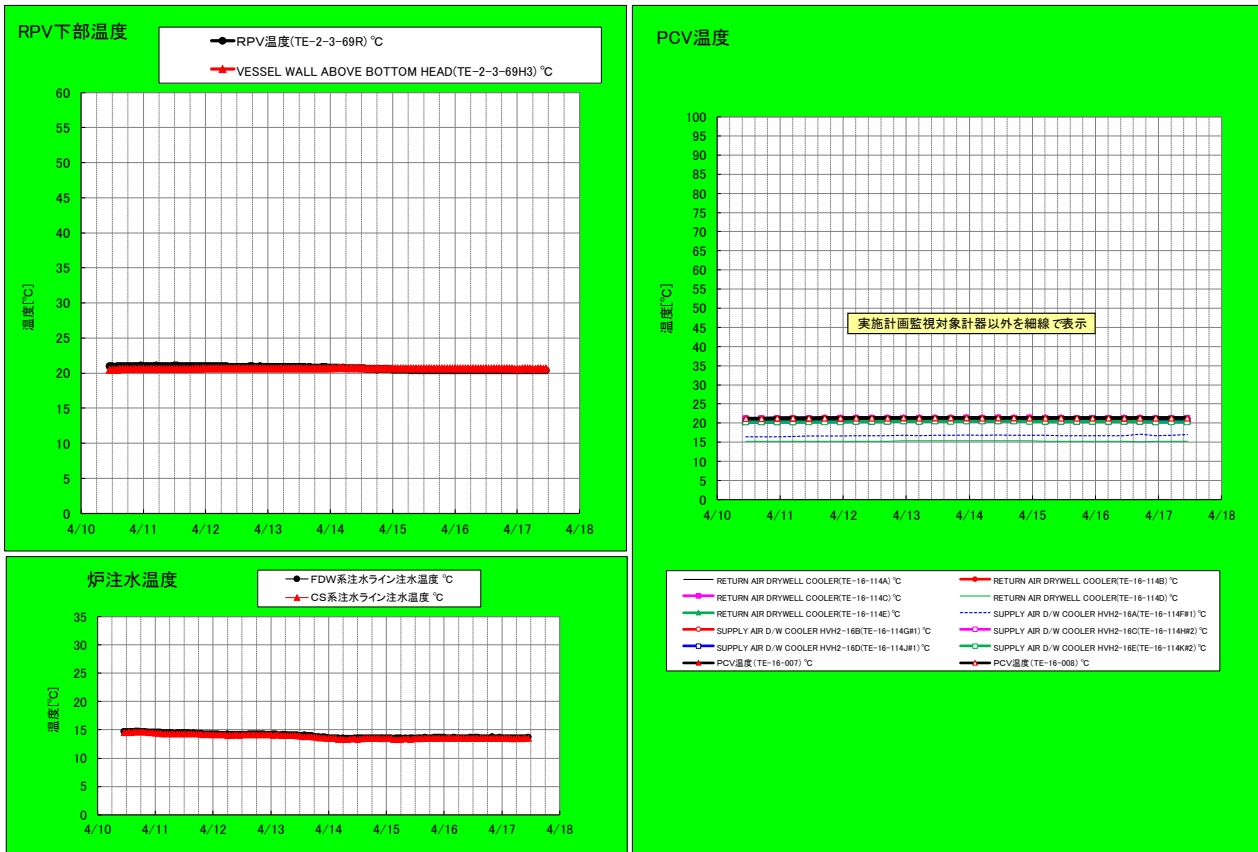 RPV下部温度
RPV温度(TE-2-3-69R) ℃
VESSEL WALL ABOVE BOTTOM HEAD(TE-2-3-69H3) ℃
60
55
50
45
40
35
30
25
20
15
10
5
0
温度[℃]
4/10 4/11 4/12 4/13 4/14 4/15 4/16 4/17 4/18
炉注水温度
FDW系注水ライン注水温度 ℃
CS系注水ライン注水温度 ℃
35
30
25
20
15
10
5
0
温度[℃]
4/10 4/11 4/12 4/13 4/14 4/15 4/16 4/17 4/18
PCV温度
100
95
90
85
80
75
70
65
60
55
50
45
40
35
30
25
20
15
10
5
0
温度[℃]
実施計画監視対象計器以外を細線で表示
4/10 4/11 4/12 4/13 4/14 4/15 4/16 4/17 4/18
RETURN AIR DRYWELL COOLER(TE-16-114A) ℃ RETURN AIR DRYWELL COOLER(TE-16-114B) ℃
RETURN AIR DRYWELL COOLER(TE-16-114C) ℃ RETURN AIR DRYWELL COOLER(TE-16-114D) ℃
RETURN AIR DRYWELL COOLER(TE-16-114E) ℃ SUPPLY AIR D/W COOLER HVH2-16A(TE-16-114F#1) ℃
SUPPLY AIR D/W COOLER HVH2-16B(TE-16-114G#1) ℃ SUPPLY AIR D/W COOLER HVH2-16C(TE-16-114H#2) ℃
SUPPLY AIR D/W COOLER HVH2-16D(TE-16-114J#1) ℃ SUPPLY AIR D/W COOLER HVH2-16E(TE-16-114K#2) ℃
PCV温度(TE-16-007) ℃ PCV温度(TE-16-008) ℃